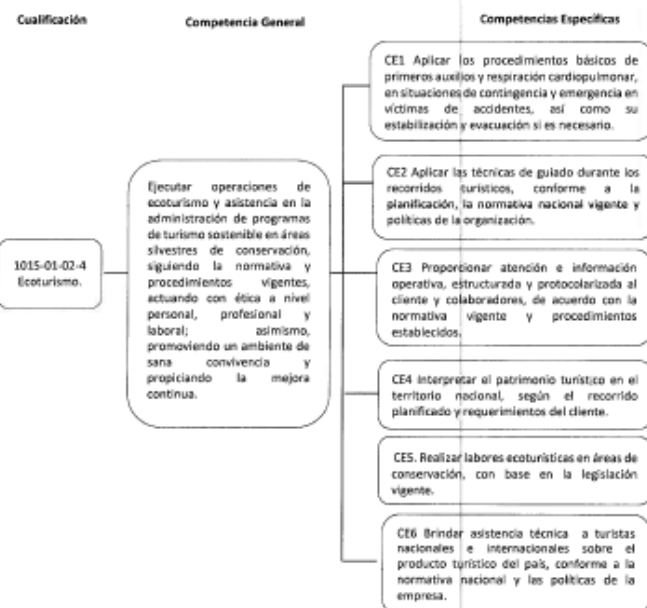 Cualificación
Competencia General
Competencias Específicas
1015-01-02-4
Ecoturismo.
Ejecutar operaciones de
ecoturismo y asistencia en la
administración de programas
de turismo sostenible en áreas
silvestres de conservación,
siguiendo la normativa y
procedimientos vigentes,
actuando con ética a nivel
personal, profesional y
laboral; asimismo,
promoviendo un ambiente de
sana convivencia y
propiciando la mejora
continua.
CE1 Aplicar los procedimientos básicos de
primeros auxilios y respiración cardiopulmonar,
en situaciones de contingencia y emergencia en
víctimas de accidentes, así como su
estabilización y evacuación si es necesario.
CE2 Aplicar las técnicas de guiado durante los
recorridos turísticos, conforme a la
planificación, la normativa nacional vigente y
políticas de la organización.
CE3 Proporcionar atención e información
operativa, estructurada y protocolarizada al
cliente y colaboradores, de acuerdo con la
normativa vigente y procedimientos
establecidos.
CE4 Interpretar el patrimonio turístico en el
territorio nacional, según el recorrido
planificado y requerimientos del cliente.
CE5. Realizar labores ecoturísticas en áreas de
conservación, con base en la legislación
vigente.
CE6 Brindar asistencia técnica a turistas
nacionales e internacionales sobre el
producto turístico del país, conforme a la
normativa nacional y las políticas de la
empresa.